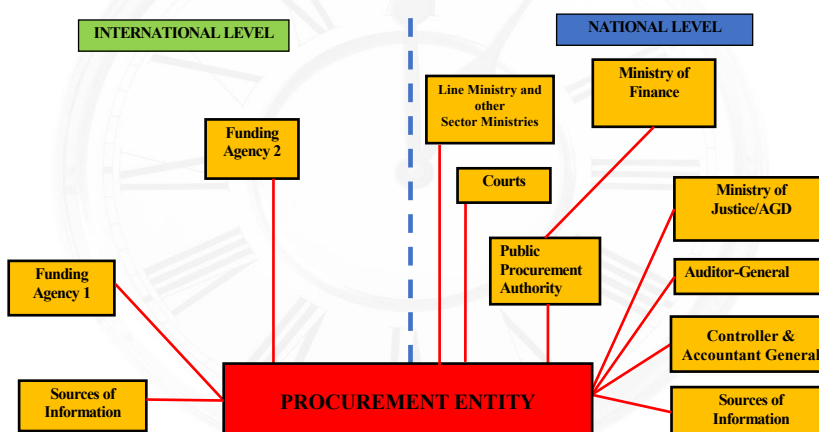 INTERNATIONAL LEVEL
NATIONAL LEVEL
Ministry of
Finance
Line Ministry and
other
Sector Ministries
Funding
Agency 2
Courts
Ministry of
Justice/AGD
Public
Procurement
Authority
Auditor-General
Funding
Agency 1
Controller &
Accountant General
Sources of
Information
PROCUREMENT ENTITY
Sources of
Information